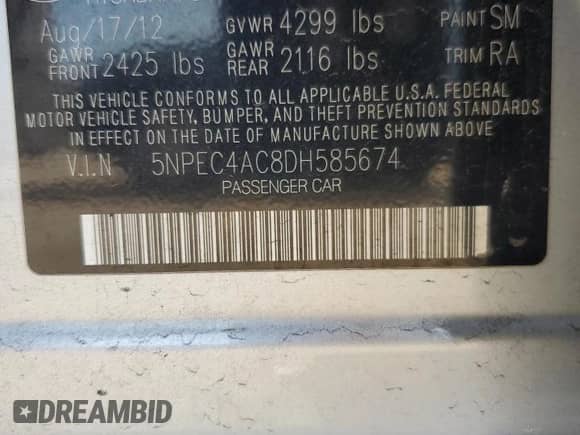 Aug/17/12 GVWR 4299 lbs PAINT SM
GAWR FRONT 2425 lbs GAWR REAR 2116 lbs TRIM RA
THIS VEHICLE CONFORMS TO ALL APPLICABLE U.S.A. FEDERAL
MOTOR VEHICLE SAFETY, BUMPER, AND THEFT PREVENTION STANDARDS
IN EFFECT ON THE DATE OF MANUFACTURE SHOWN ABOVE
V.I.N 5NPEC4AC8DH585674
PASSENGER CAR
DREAMBID